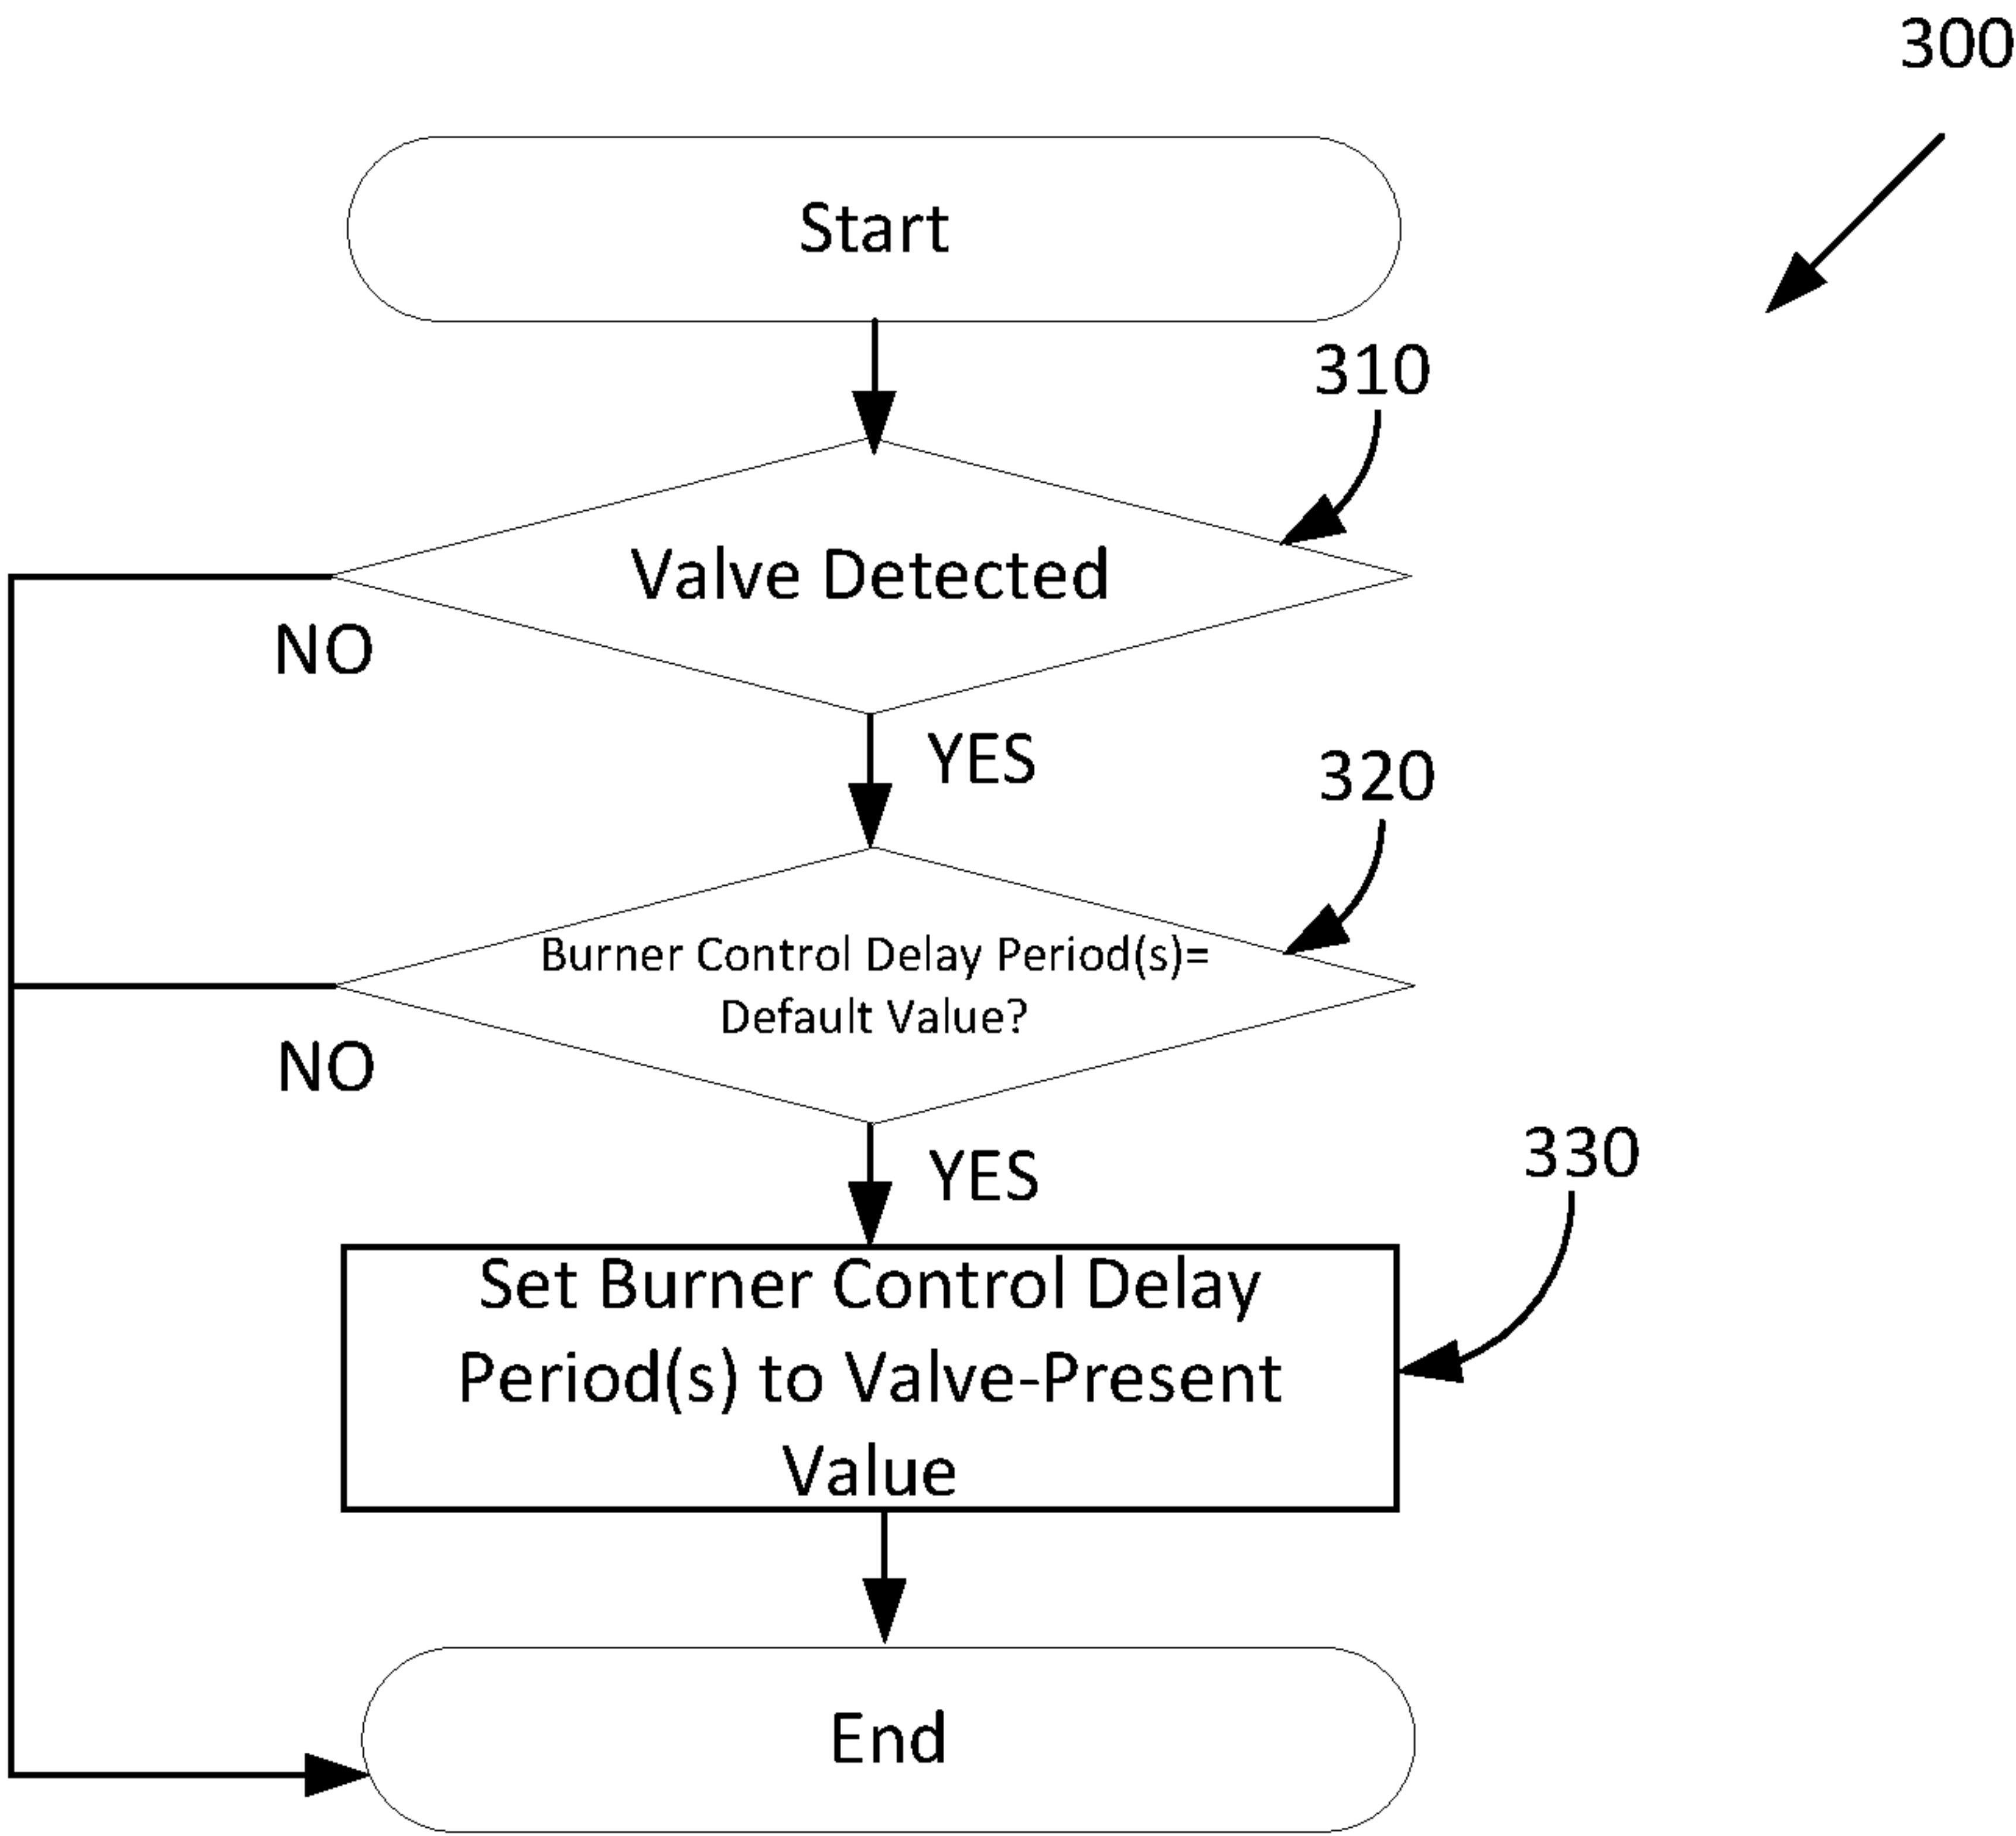 300
Start
310
Valve Detected
NO
YES
320
Burner Control Delay Period(s)=
Default Value?
NO
YES
330
Set Burner Control Delay
Period(s) to Valve-Present
Value
End